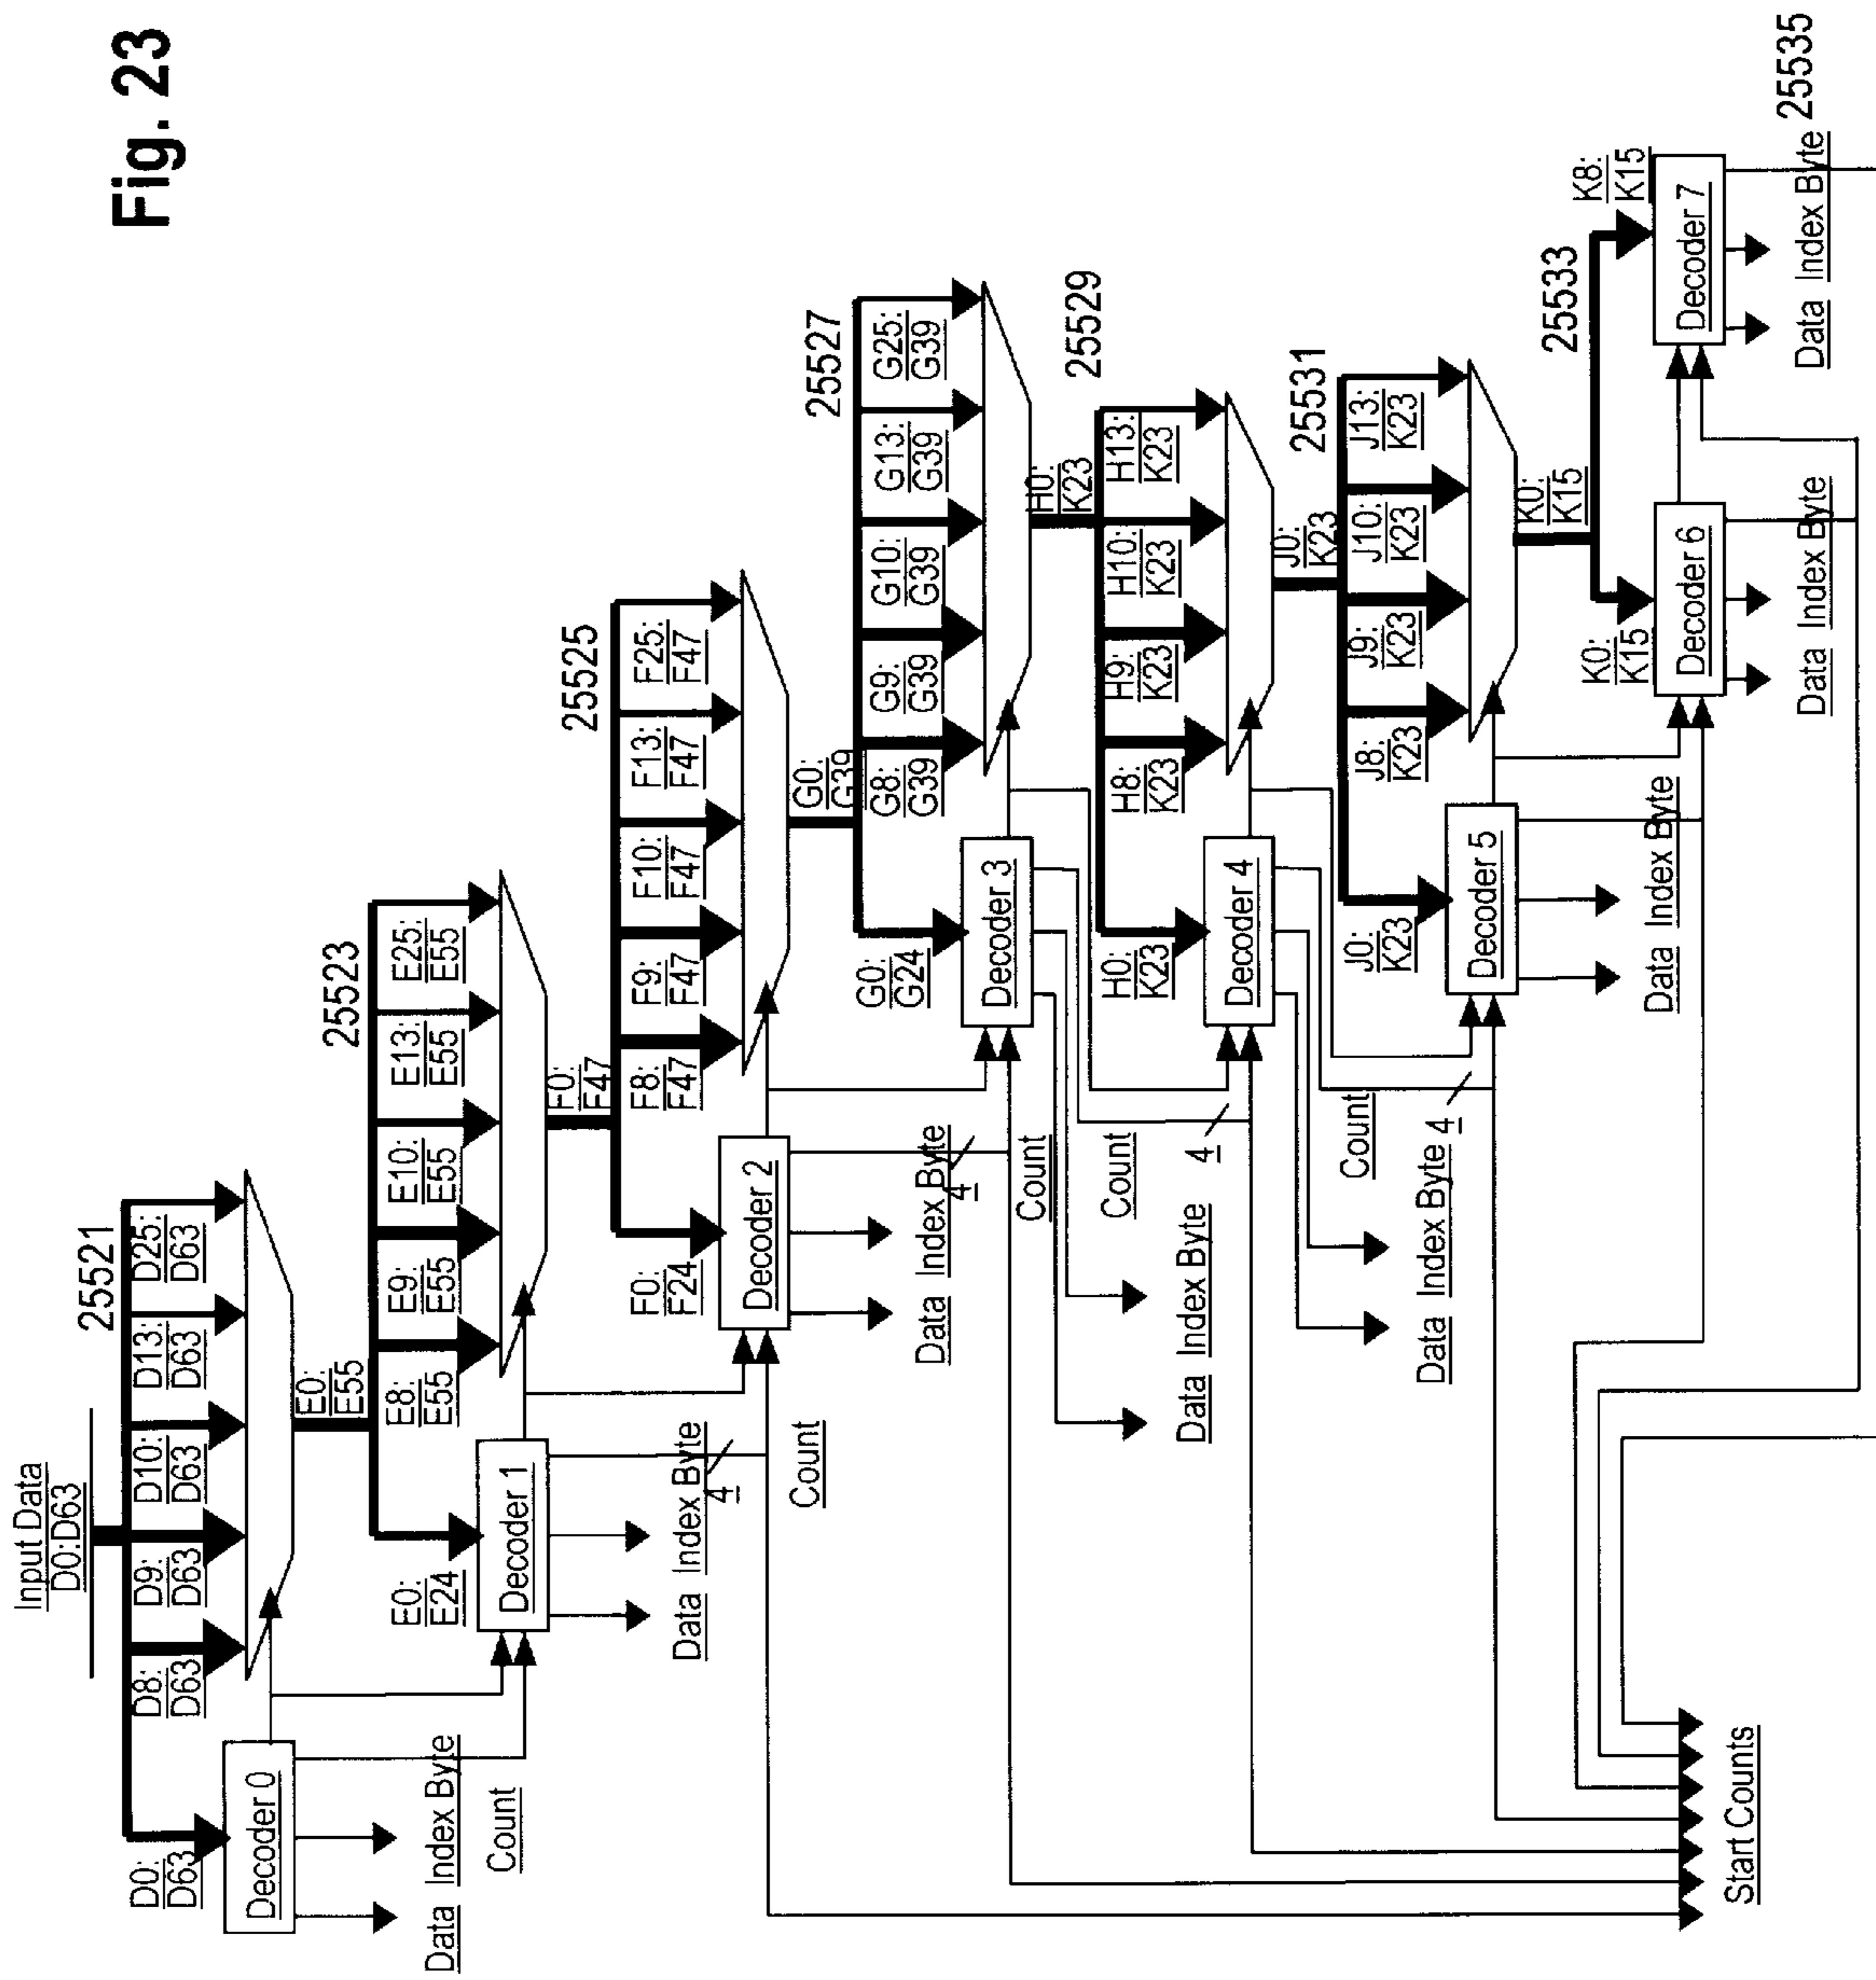 Fig. 23
Input Data
D0:D63
25521
D0:
D63
D8:
D63
D9:
D63
D10:
D63
D13:
D63
D25:
D63
Decoder 0
Data
Index Byte
Count
E0:
E55
25523
E0:
E24
E8:
E55
E9:
E55
E10:
E55
E13:
E55
E25:
E55
Decoder 1
Data
Index Byte
4
Count
F0:
F47
25525
F0:
F24
F8:
F47
F9:
F47
F10:
F47
F13:
F47
F25:
F47
Decoder 2
Data
Index Byte
4
Count
G0:
G39
25527
G0:
G24
G8:
G39
G9:
G39
G10:
G39
G13:
G39
G25:
G39
Decoder 3
Data
Index Byte
Count
4
H0:
K23
25529
H0:
K23
H8:
K23
H9:
K23
H10:
K23
H13:
K23
Decoder 4
Data
Index Byte
Count
4
J0:
K23
25531
J0:
K23
J8:
K23
J9:
K23
J10:
K23
J13:
K23
Decoder 5
Data
Index Byte
K0:
K15
25533
K0:
K15
K8:
K15
Decoder 6
Data
Index Byte
Decoder 7
Data
Index Byte
25535
Start Counts